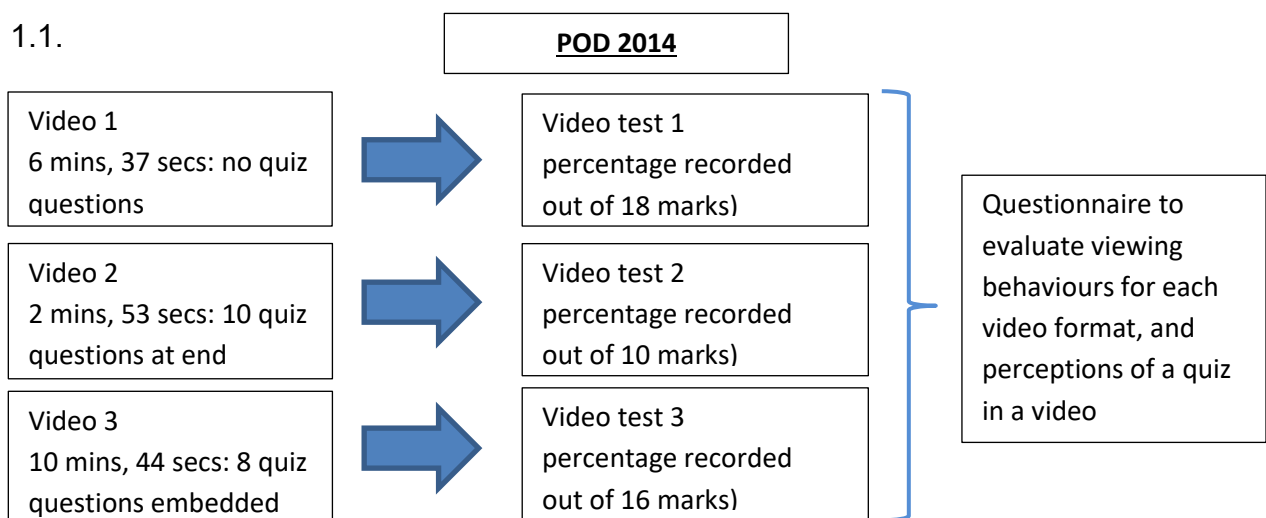 1.1.
POD 2014
Video 1
6 mins, 37 secs: no quiz
questions
Video test 1
percentage recorded
out of 18 marks)
Video 2
2 mins, 53 secs: 10 quiz
questions at end
Video test 2
percentage recorded
out of 10 marks)
Video 3
10 mins, 44 secs: 8 quiz
questions embedded
Video test 3
percentage recorded
out of 16 marks)
Questionnaire to
evaluate viewing
behaviours for each
video format, and
perceptions of a quiz
in a video